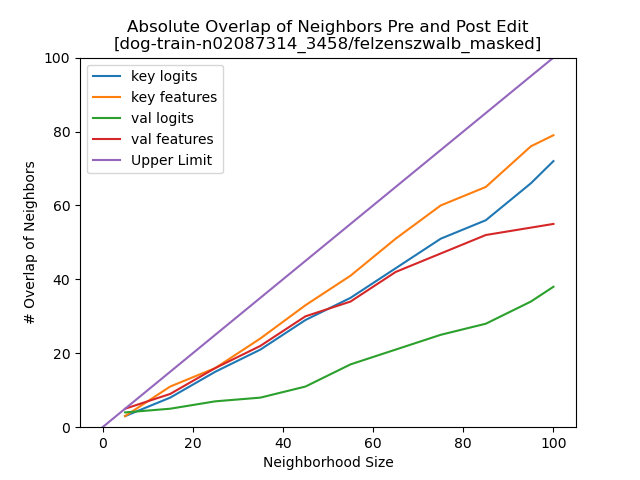 Absolute Overlap of Neighbors Pre and Post Edit
[dog-train-n02087314_3458/felzenszwalb_masked]
100
80
60
40
20
0
# Overlap of Neighbors
key logits
key features
val logits
val features
Upper Limit
0 20 40 60 80 100
Neighborhood Size